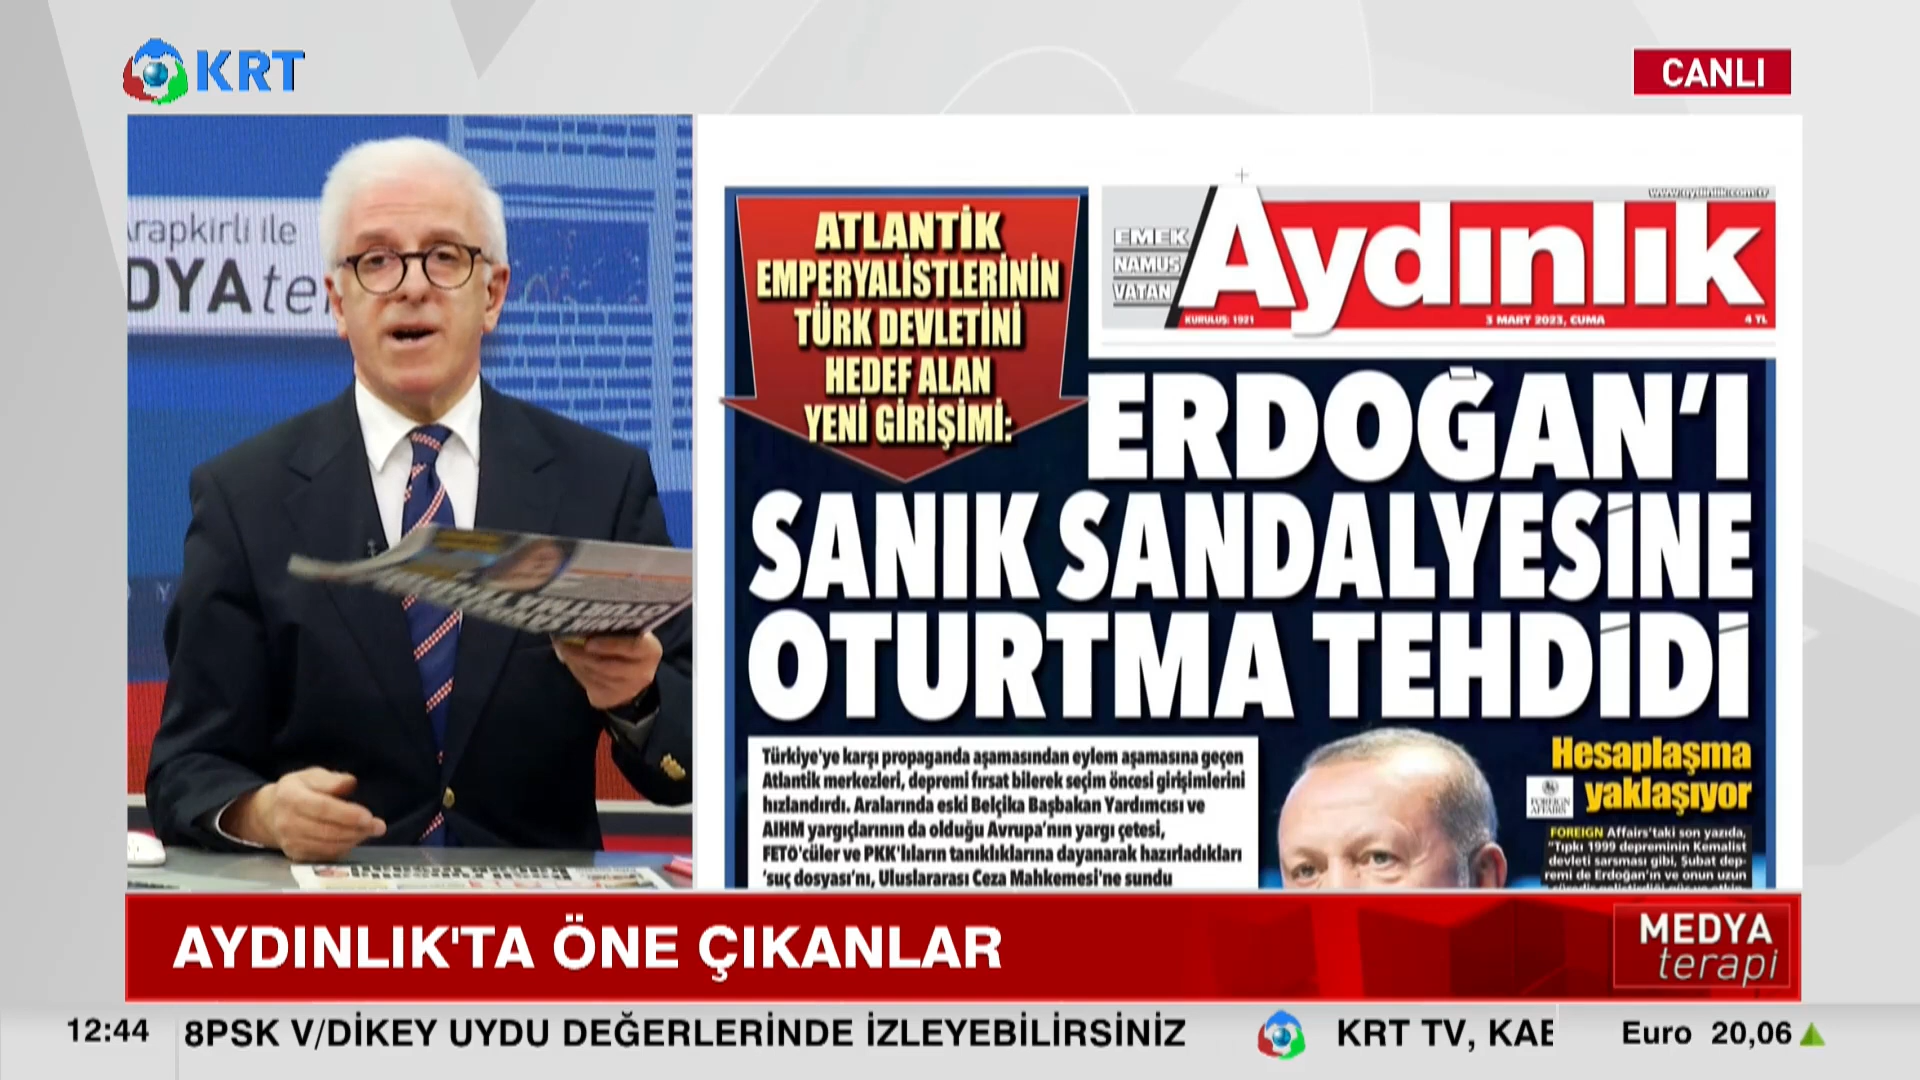 KRT
CANLI
Arapkirli ile
DYAte
ATLANTİK
EMPERYALİSTLERİNİN
TÜRK DEVLETİNİ
HEDEF ALAN
YENİ GİRİŞİMİ:
www.aydinlik.com.tr
EMEK
NAMUS
VATAN
Aydınlık
KURULUŞ: 1921
3 MART 2023, CUMA
4 TL
ERDOĞAN'I
SANIK SANDALYESİNE
OTURTMA TEHDİDİ
Türkiye'ye karşı propaganda aşamasından eylem aşamasına geçen
Atlantik merkezleri, depremi fırsat bilerek seçim öncesi girişimlerini
hızlandırdı. Aralarında eski Belçika Başbakan Yardımcısı ve
AİHM yargıçlarının da olduğu Avrupa'nın yargı çetesi,
FETÖ'cüler ve PKK'lıların tanıklıklarına dayanarak hazırladıkları
'suç dosyası'nı, Uluslararası Ceza Mahkemesi'ne sundu
Hesaplaşma
yaklaşıyor
FOREIGN
AFFAIRS
FOREIGN Affairs'taki son yazıda,
"Tıpkı 1999 depreminin Kemalist
devleti sarsması gibi, Şubat dep-
remi de Erdoğan'ın ve onun uzun
SANIK SAND
OTURTMA
AYDINLIK'TA ÖNE ÇIKANLAR
MEDYA
terapi
12:44
8PSK V/DİKEY UYDU DEĞERLERİNDE İZLEYEBİLİRSİNİZ
KRT TV, KAB
Euro 20,06